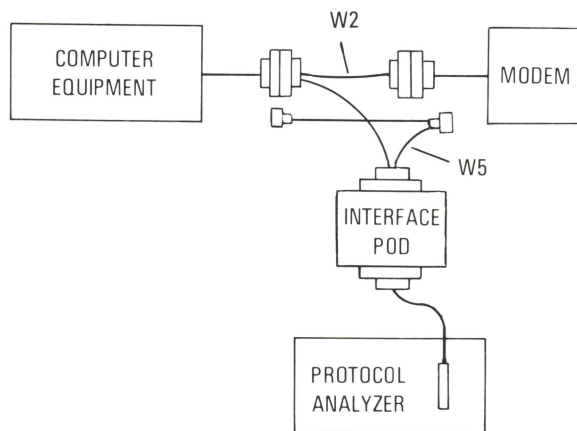 W2
COMPUTER
EQUIPMENT
MODEM
W5
INTERFACE
POD
PROTOCOL
ANALYZER